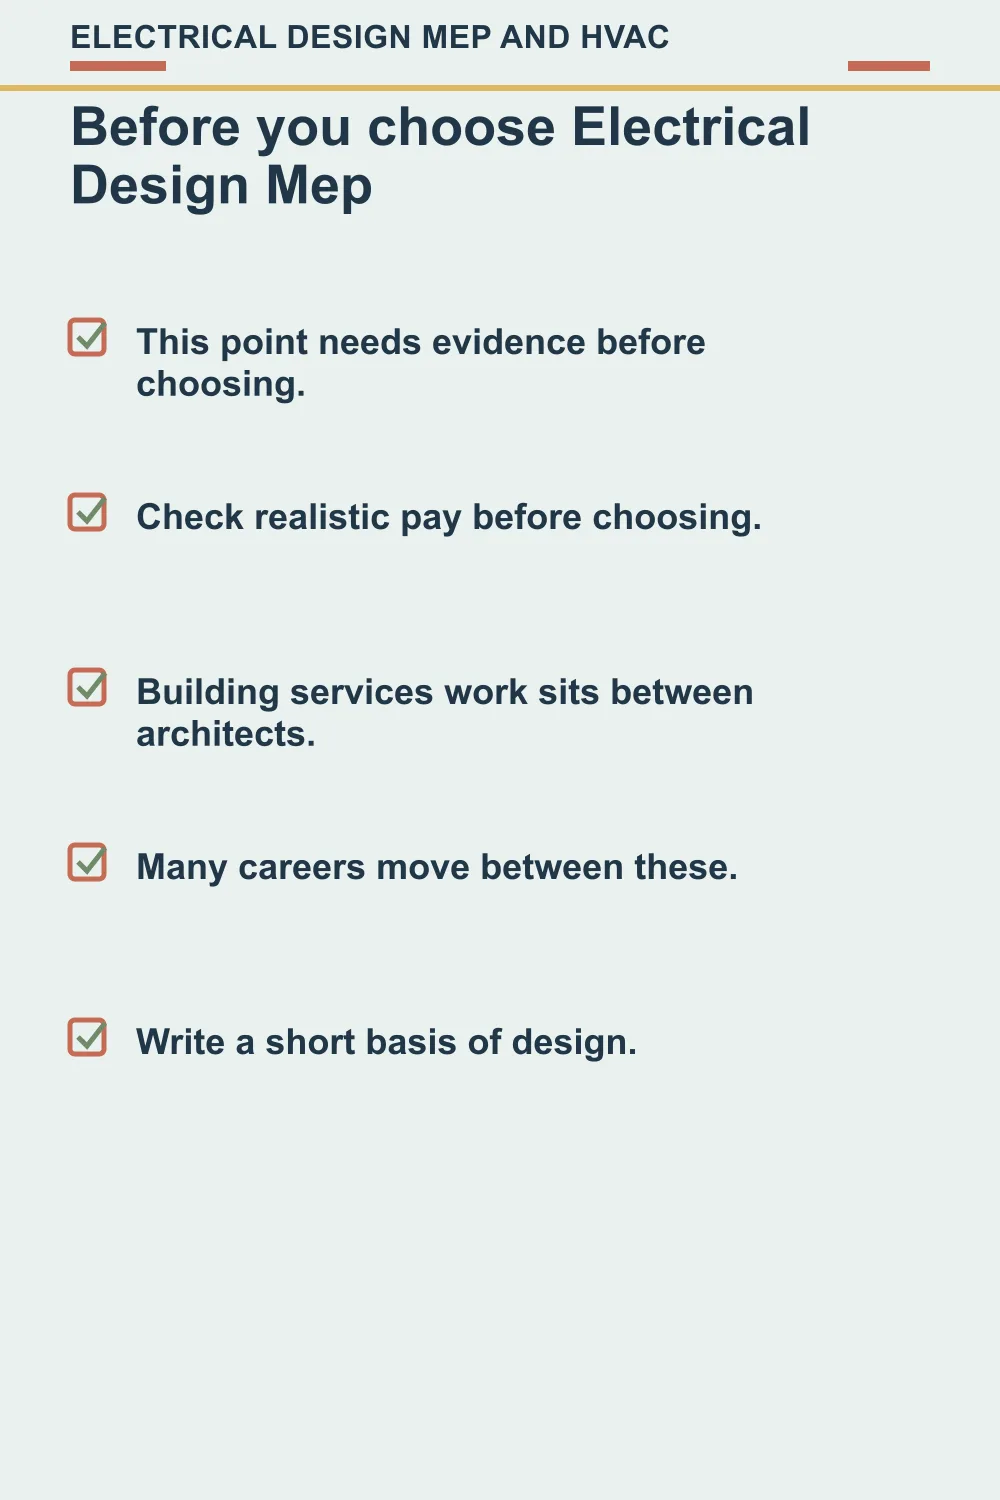 ELECTRICAL DESIGN MEP AND HVAC
Before you choose Electrical
Design Mep
This point needs evidence before
choosing.
Check realistic pay before choosing.
Building services work sits between
architects.
Many careers move between these.
Write a short basis of design.